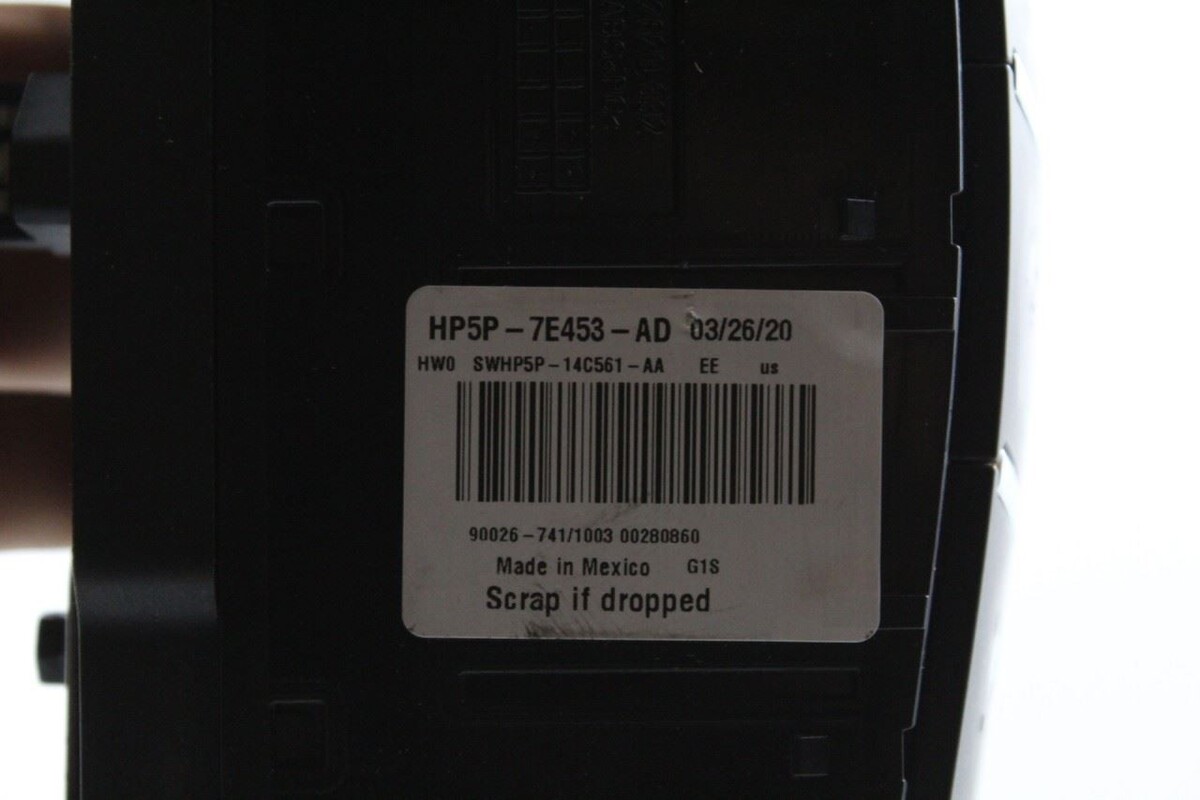 HP5P-7E453-AD 03/26/20
HW0 SWHP5P-14C561-AA EE us
90026-741/1003 00280860
Made in Mexico G1S
Scrap if dropped